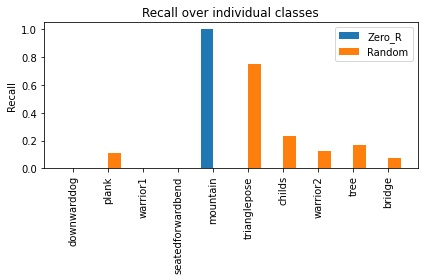 Recall over individual classes
Zero_R
Random
Recall
1.0
0.8
0.6
0.4
0.2
0.0
downwarddog
plank
warrior1
seatedforwardbend
mountain
trianglepose
childs
warrior2
tree
bridge